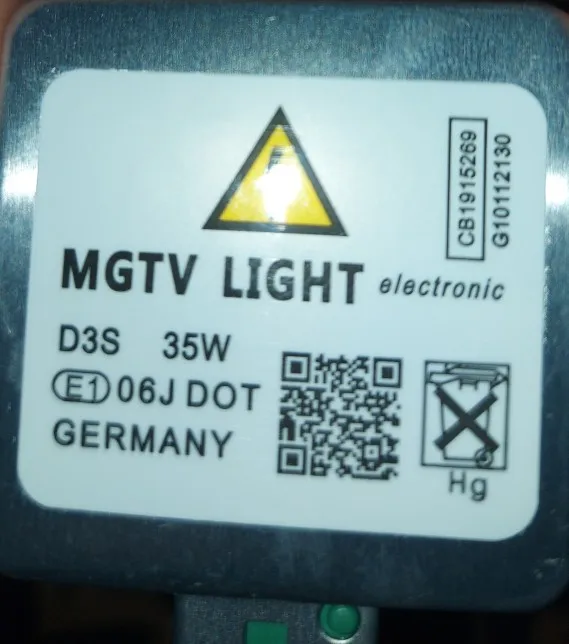 CB1915269
G10112130
MGTV LIGHT electronic
D3S 35W
E1 06J DOT
GERMANY
Hg